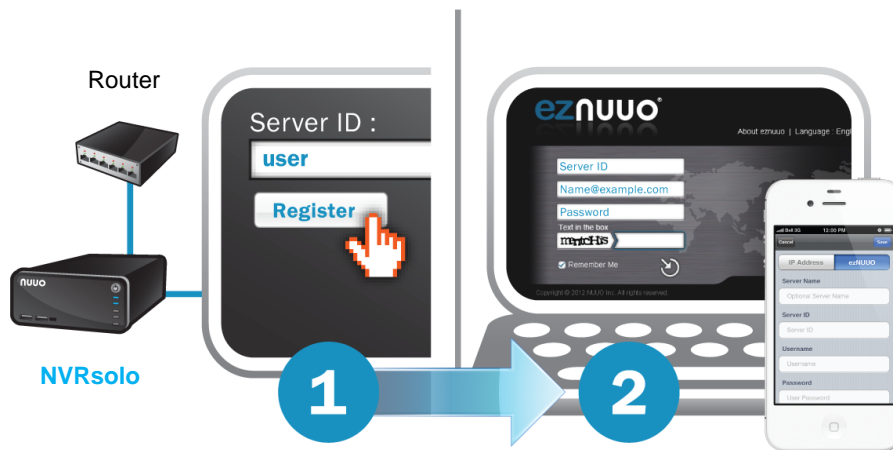 Router
nuuo
NVRsolo
Server ID :
user
Register
1
eznuuo®
About eznuuo | Language : Engl
Server ID
Name@example.com
Password
Text in the box
Remember Me
Copyright © 2012 NUUO Inc. All rights reserved.
2
Bell 3G 12:00 PM
Cancel Save
IP Address ezNUUO
Server Name
Optional Server Name
Server ID
Server ID
Username
Username
Password
User Password